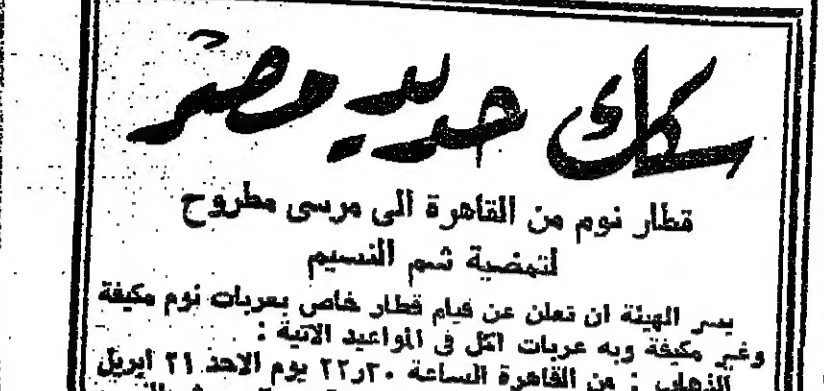 سكك حديد مصر
قطار نوم من القاهرة الى مرسى مطروح
لتمضية شم النسيم
يسر الهيئة ان تعلن عن قيام قطار خاص بعربات نوم مكيفة
وغير مكيفة وبه عربات اكل فى المواعيد الاتية :
الذهاب : من القاهرة الساعة ٢٢٫٢٠ يوم الاحد ٢١ ابريل